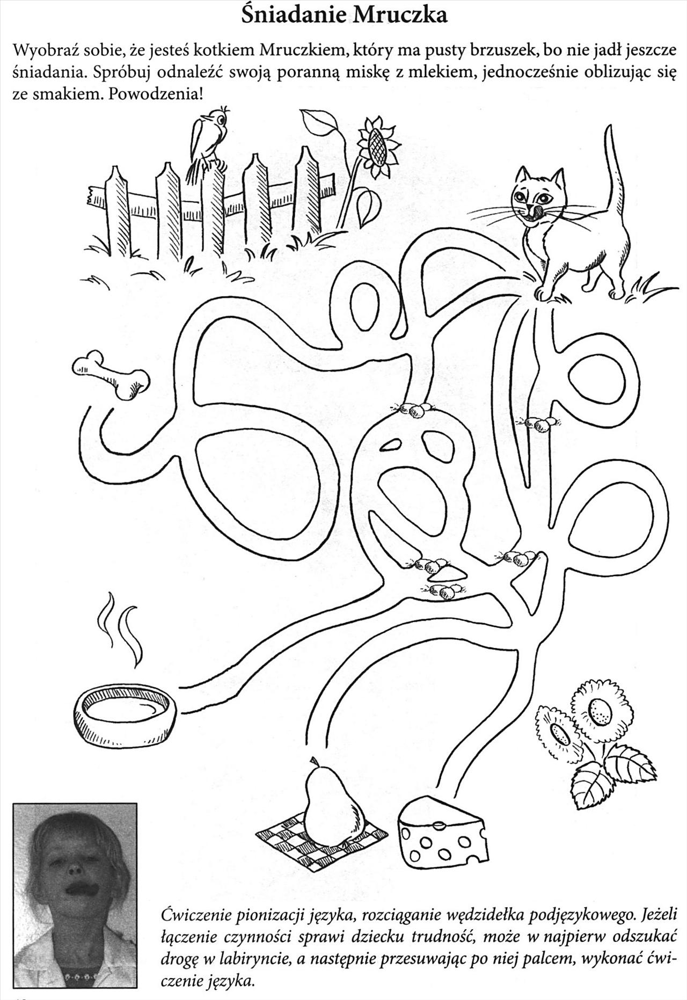 Śniadanie Mruczka
Wyobraź sobie, że jesteś kotkiem Mruczkiem, który ma pusty brzuszek, bo nie jadł jeszcze
śniadania. Spróbuj odnaleźć swoją poranną miskę z mlekiem, jednocześnie oblizując się
ze smakiem. Powodzenia!
Ćwiczenie pionizacji języka, rozciąganie wędzidełka podjęzykowego. Jeżeli
łączenie czynności sprawi dziecku trudność, może w najpierw odszukać
drogę w labiryncie, a następnie przesuwając po niej palcem, wykonać ćwi-
czenie języka.